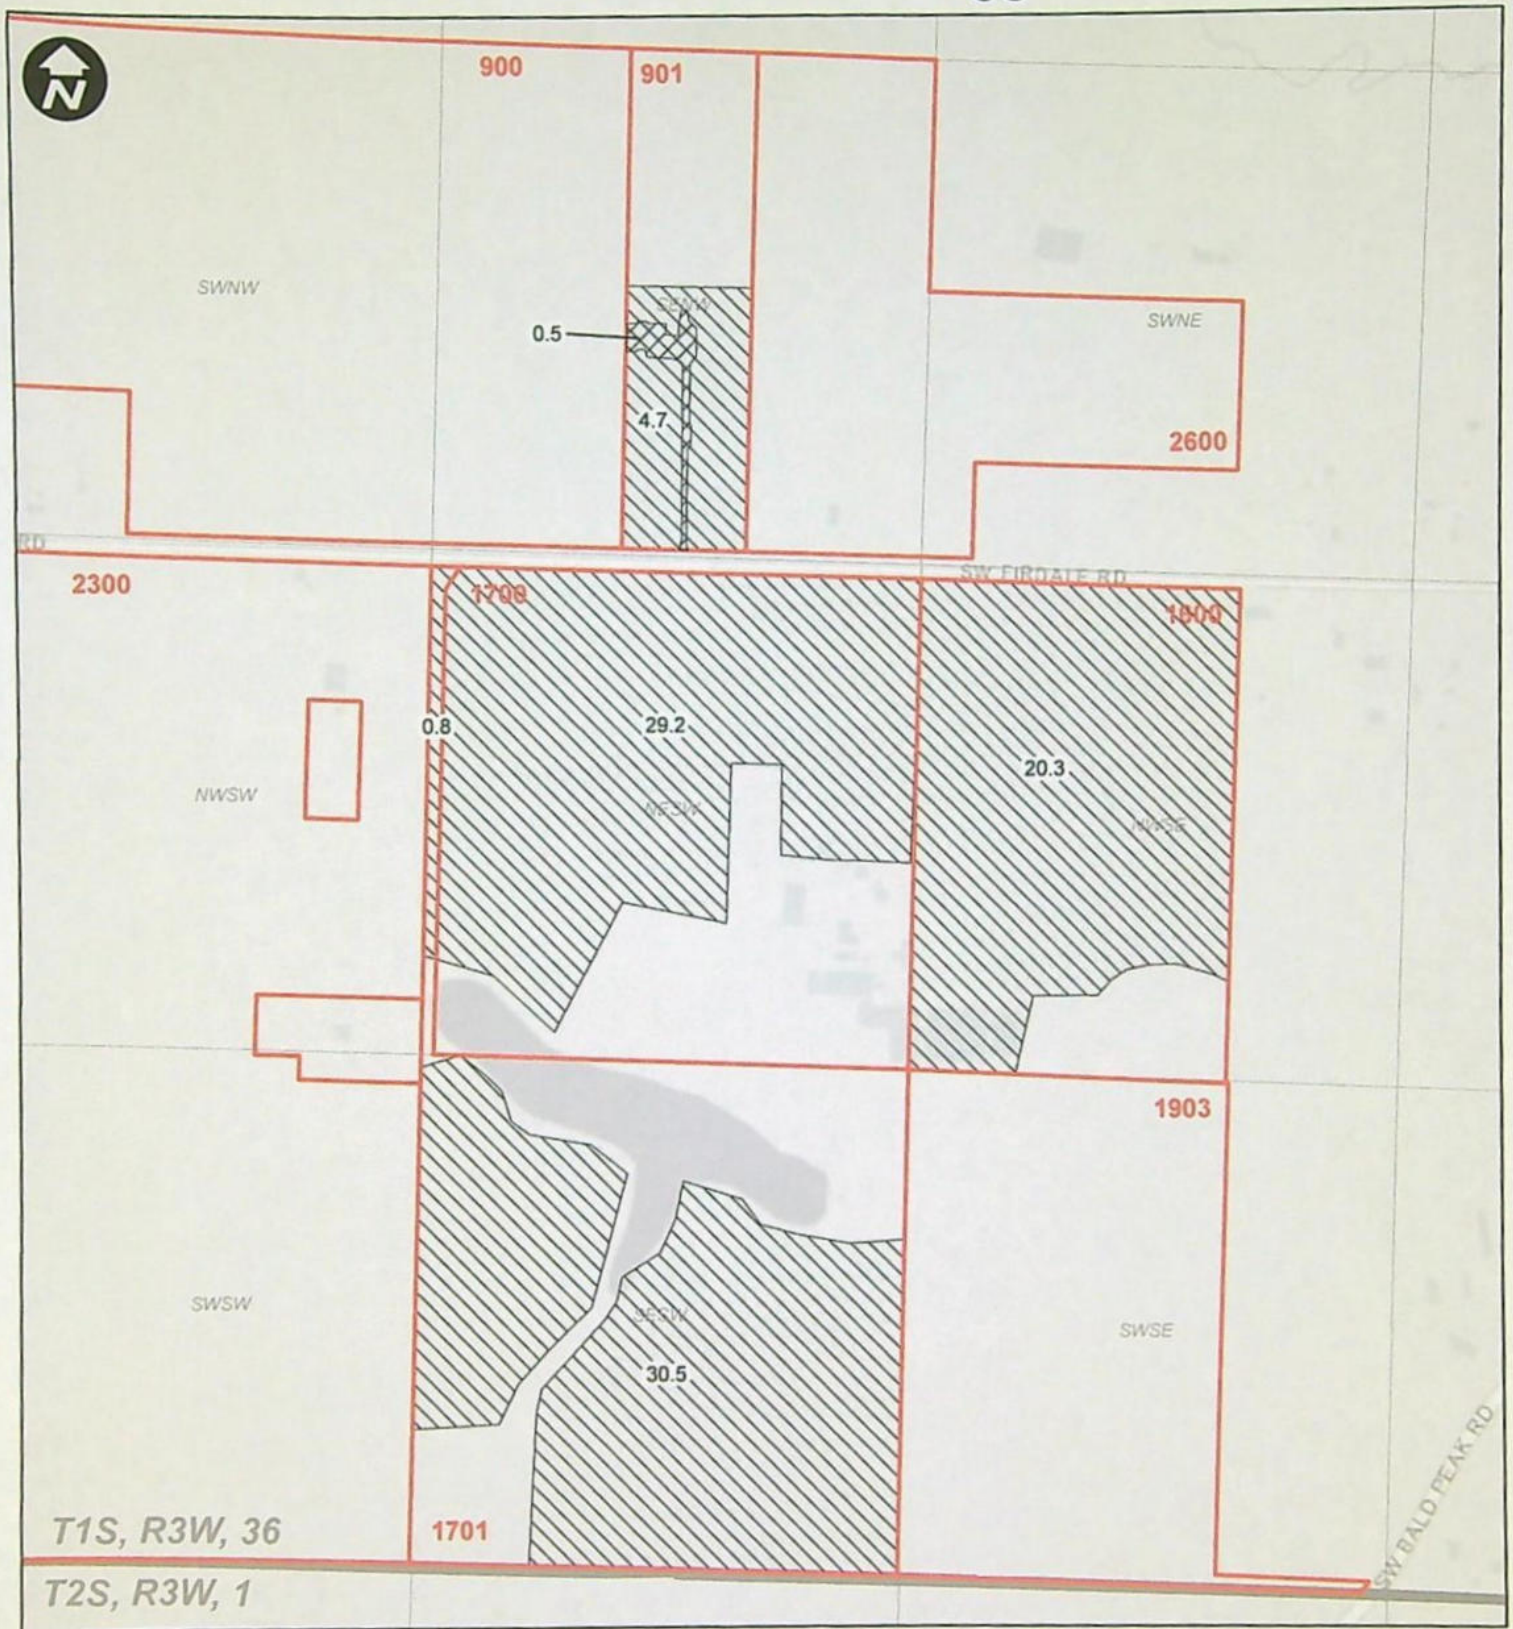 N
900
901
SWNW
SENW
0.5
SWNE
4.7
2600
RD
SW FIRDALE RD
2300
1700
1800
0.8
29.2
20.3
NWSW
NESW
NWSE
1903
SWSW
SESW
SWSE
30.5
SW BALD PEAK RD
T1S, R3W, 36
1701
T2S, R3W, 1